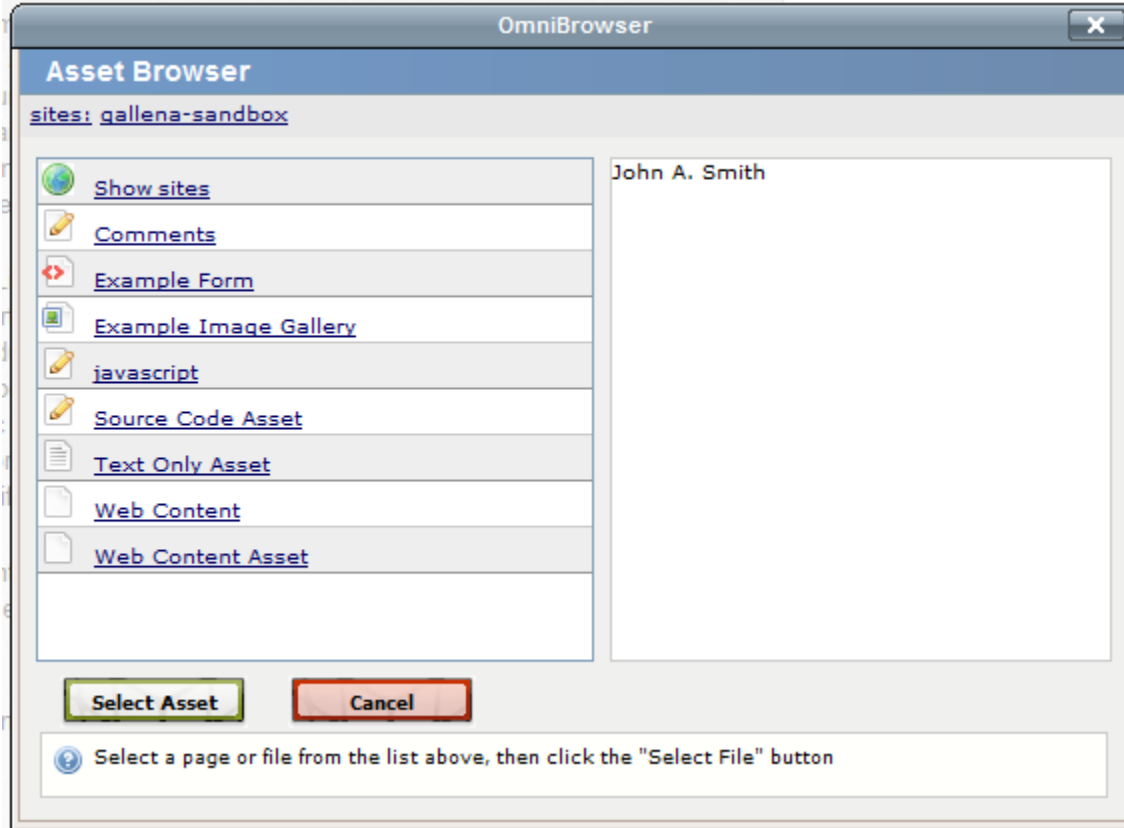 OmniBrowser
Asset Browser
sites: gallena-sandbox
Show sites
Comments
Example Form
Example Image Gallery
javascript
Source Code Asset
Text Only Asset
Web Content
Web Content Asset
John A. Smith
Select Asset
Cancel
Select a page or file from the list above, then click the "Select File" button